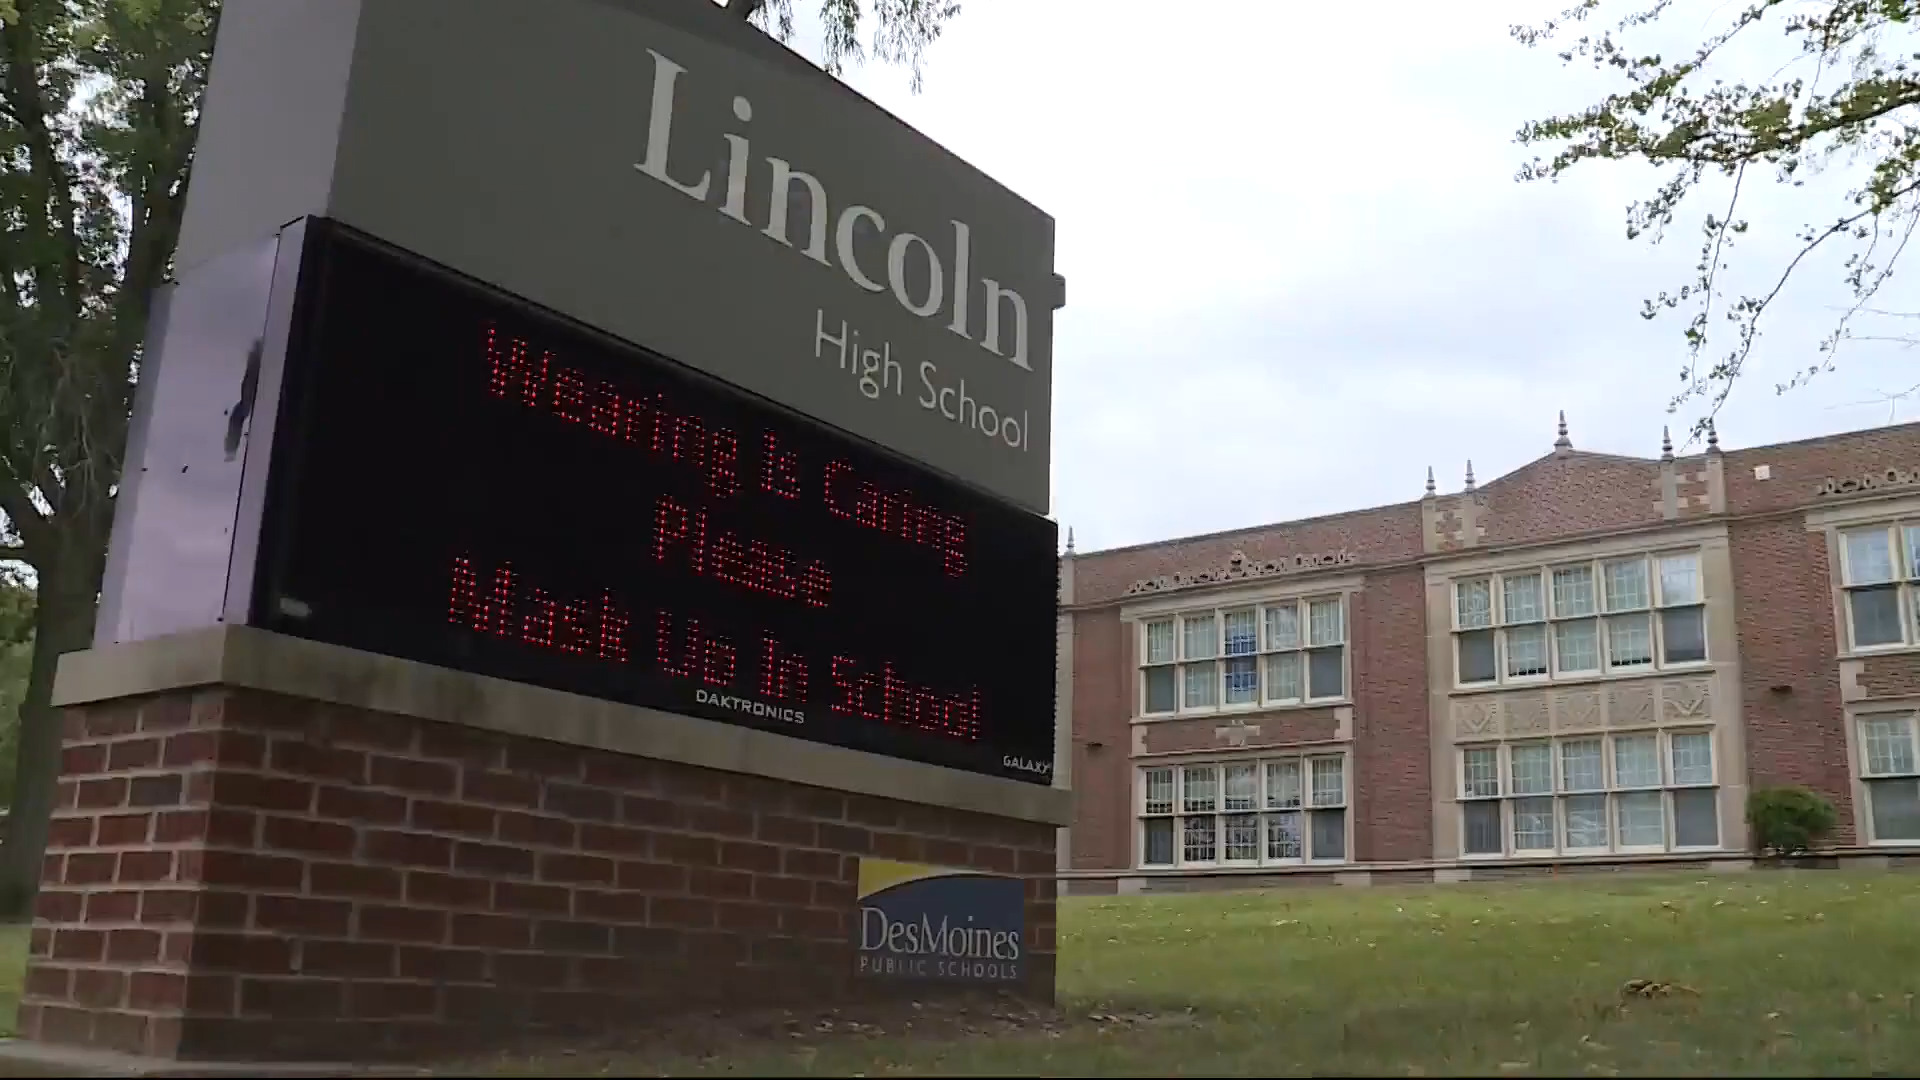 Lincoln
High School
Wearing Is Caring
Please
Mask Up In School
DAKTRONICS
GALAXY
DesMoines
PUBLIC SCHOOLS